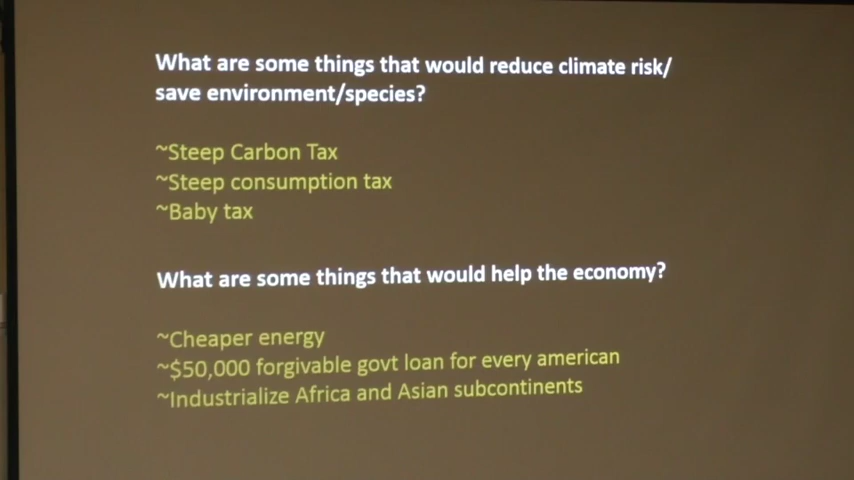 What are some things that would reduce climate risk/
save environment/species?
~Steep Carbon Tax
~Steep consumption tax
~Baby tax
What are some things that would help the economy?
~Cheaper energy
~$50,000 forgivable govt loan for every american
~Industrialize Africa and Asian subcontinents